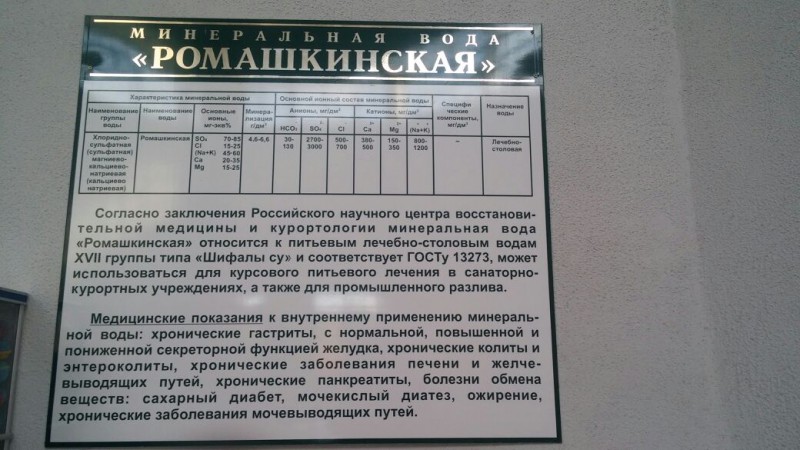 МИНЕРАЛЬНАЯ ВОДА
«РОМАШКИНСКАЯ»
Характеристика минеральной воды
Основной ионный состав минеральной воды
Наименование группы воды
Наименование воды
Основные ионы, мг-экв%
Минерализация г/дм³
Анионы, мг/дм³
Катионы, мг/дм³
Специфические компоненты, мг/дм³
Назначение воды
HCO₃ SO₄ Cl Ca Mg (Na+K)
Хлоридно-
сульфатная
(сульфатная)
магниево-
кальциево-
натриевая
(кальциево
натриевая)
Ромашкинская
SO₄ 70-85
Cl 15-25
(Na+K) 45-60
Ca 20-35
Mg 15-25
4,6-6,6
2700-
3000
500-
700
150-
350
800-
1200
–
Лечебно-
столовая
Согласно заключения Российского научного центра восстанови-
тельной медицины и курортологии минеральная вода
«Ромашкинская» относится к питьевым лечебно-столовым водам
XVII группы типа «Шифалы су» и соответствует ГОСТу 13273, может
использоваться для курсового питьевого лечения в санаторно-
курортных учреждениях, а также для промышленного разлива.
Медицинские показания к внутреннему применению минераль-
ной воды: хронические гастриты, с нормальной, повышенной и
пониженной секреторной функцией желудка, хронические колиты и
энтероколиты, хронические заболевания печени и желче-
выводящих путей, хронические панкреатиты, болезни обмена
веществ: сахарный диабет, мочекислый диатез, ожирение,
хронические заболевания мочевыводящих путей.